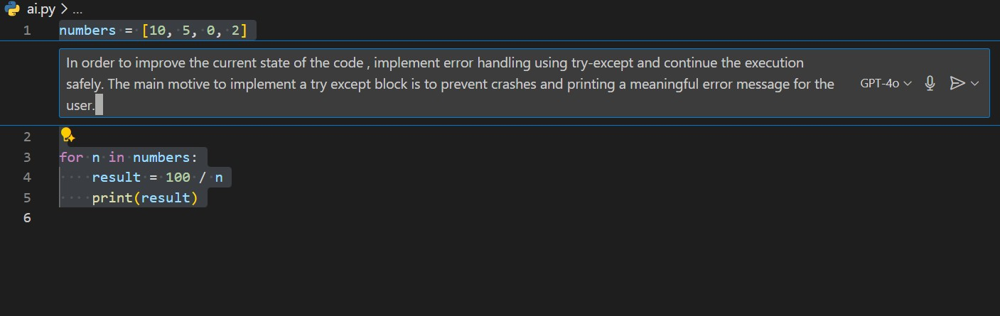 ai.py > ...
1 numbers = [10, 5, 0, 2]
In order to improve the current state of the code , implement error handling using try-except and continue the execution
safely. The main motive to implement a try except block is to prevent crashes and printing a meaningful error message for the
user.
GPT-4o
2
3 for n in numbers:
4     result = 100 / n
5     print(result)
6